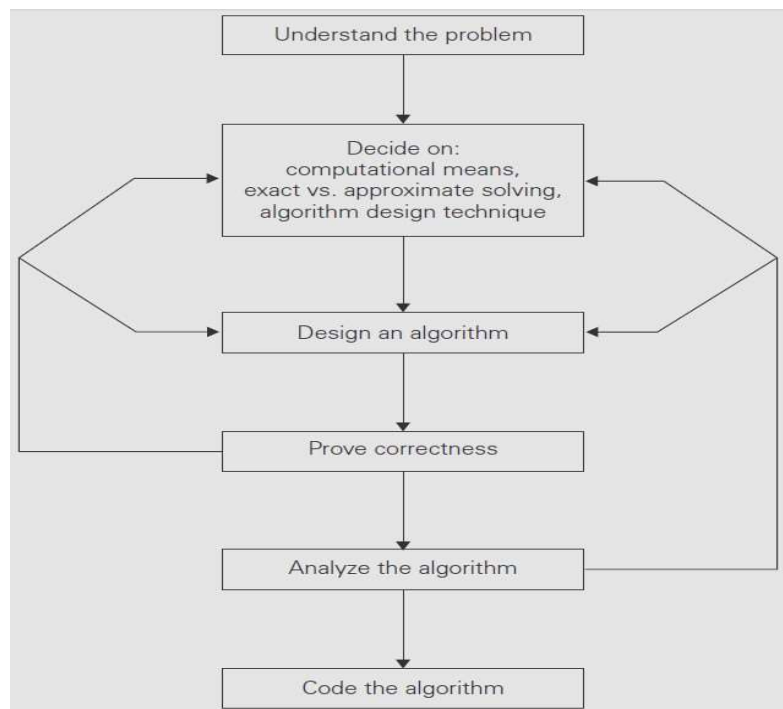 Understand the problem
Decide on:
computational means,
exact vs. approximate solving,
algorithm design technique
Design an algorithm
Prove correctness
Analyze the algorithm
Code the algorithm